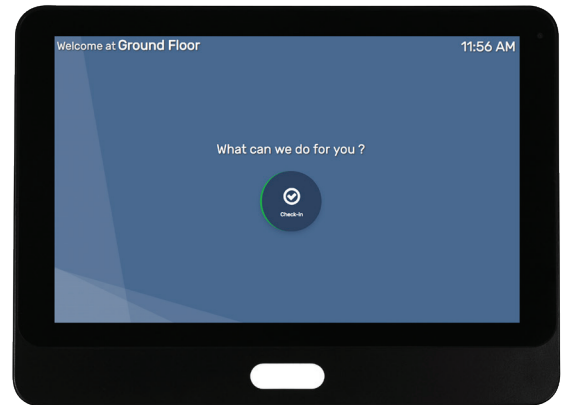 Welcome at Ground Floor
11:56 AM
What can we do for you ?
Check-In